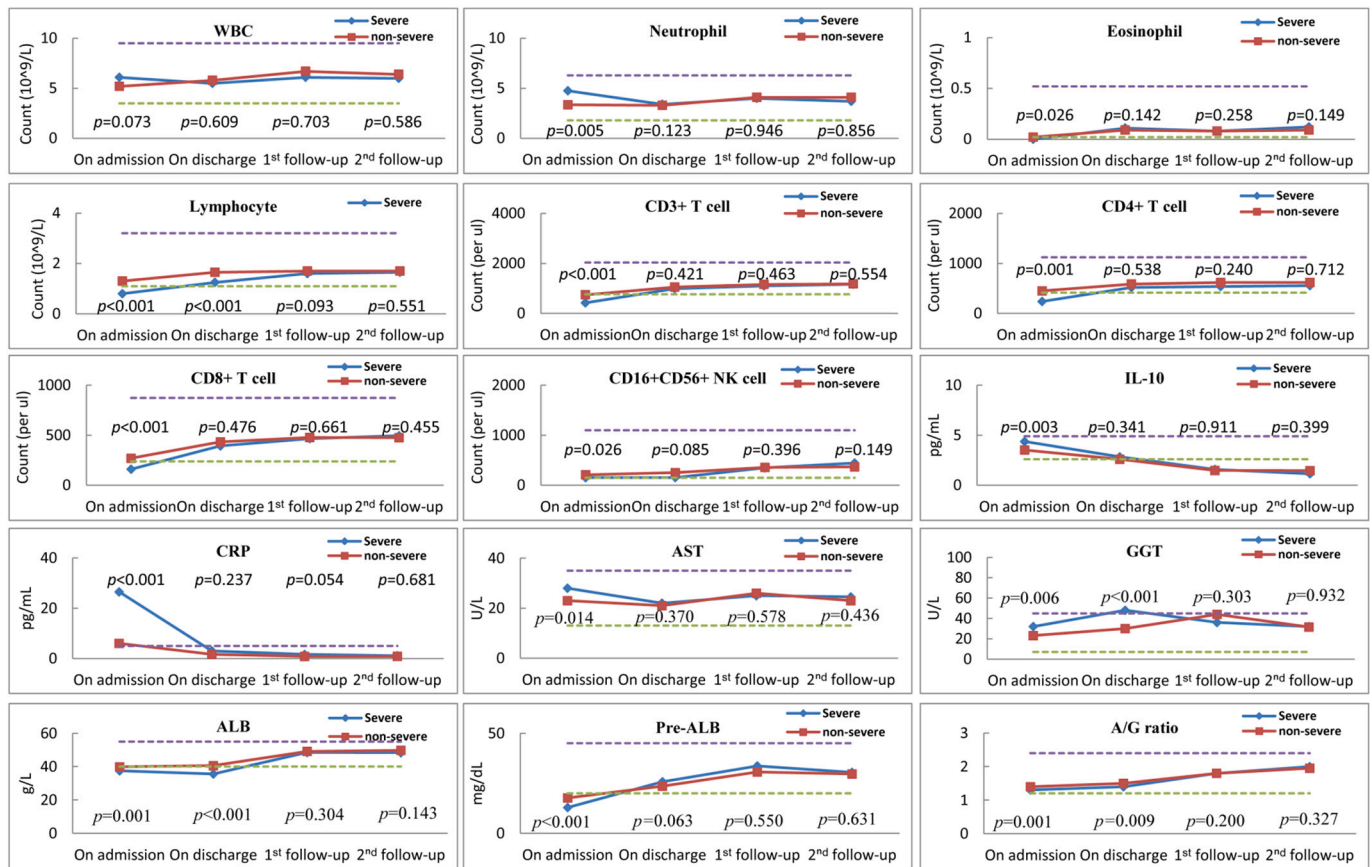 WBC
Severe
non-severe
Count (10^9/L)
10
5
0
p=0.073 p=0.609 p=0.703 p=0.586
On admission On discharge 1st follow-up 2nd follow-up
Neutrophil
Severe
non-severe
Count (10^9/L)
10
5
0
p=0.005 p=0.123 p=0.946 p=0.856
On admission On discharge 1st follow-up 2nd follow-up
Eosinophil
Severe
non-severe
Count (10^9/L)
1
0.5
0
p=0.026 p=0.142 p=0.258 p=0.149
On admission On discharge 1st follow-up 2nd follow-up
Lymphocyte
Severe
Count (10^9/L)
4
2
0
p<0.001 p<0.001 p=0.093 p=0.551
On admission On discharge 1st follow-up 2nd follow-up
CD3+ T cell
Severe
non-severe
Count (per ul)
4000
2000
0
p<0.001 p=0.421 p=0.463 p=0.554
On admission On discharge 1st follow-up 2nd follow-up
CD4+ T cell
Severe
non-severe
Count (per ul)
2000
1000
0
p=0.001 p=0.538 p=0.240 p=0.712
On admission On discharge 1st follow-up 2nd follow-up
CD8+ T cell
Severe
non-severe
Count (per ul)
1000
500
0
p<0.001 p=0.476 p=0.661 p=0.455
On admission On discharge 1st follow-up 2nd follow-up
CD16+CD56+ NK cell
Severe
non-severe
Count (per ul)
2000
1000
0
p=0.026 p=0.085 p=0.396 p=0.149
On admission On discharge 1st follow-up 2nd follow-up
IL-10
Severe
non-severe
pg/mL
10
5
0
p=0.003 p=0.341 p=0.911 p=0.399
On admission On discharge 1st follow-up 2nd follow-up
CRP
Severe
non-severe
pg/mL
40
20
0
p<0.001 p=0.237 p=0.054 p=0.681
On admission On discharge 1st follow-up 2nd follow-up
AST
Severe
non-severe
U/L
40
20
0
p=0.014 p=0.370 p=0.578 p=0.436
On admission On discharge 1st follow-up 2nd follow-up
GGT
Severe
non-severe
U/L
100
80
60
40
20
0
p=0.006 p<0.001 p=0.303 p=0.932
On admission On discharge 1st follow-up 2nd follow-up
ALB
Severe
non-severe
g/L
60
40
20
0
p=0.001 p<0.001 p=0.304 p=0.143
On admission On discharge 1st follow-up 2nd follow-up
Pre-ALB
Severe
non-severe
mg/dL
50
0
p<0.001 p=0.063 p=0.550 p=0.631
On admission On discharge 1st follow-up 2nd follow-up
A/G ratio
Severe
non-severe
3
2
1
0
p=0.001 p=0.009 p=0.200 p=0.327
On admission On discharge 1st follow-up 2nd follow-up